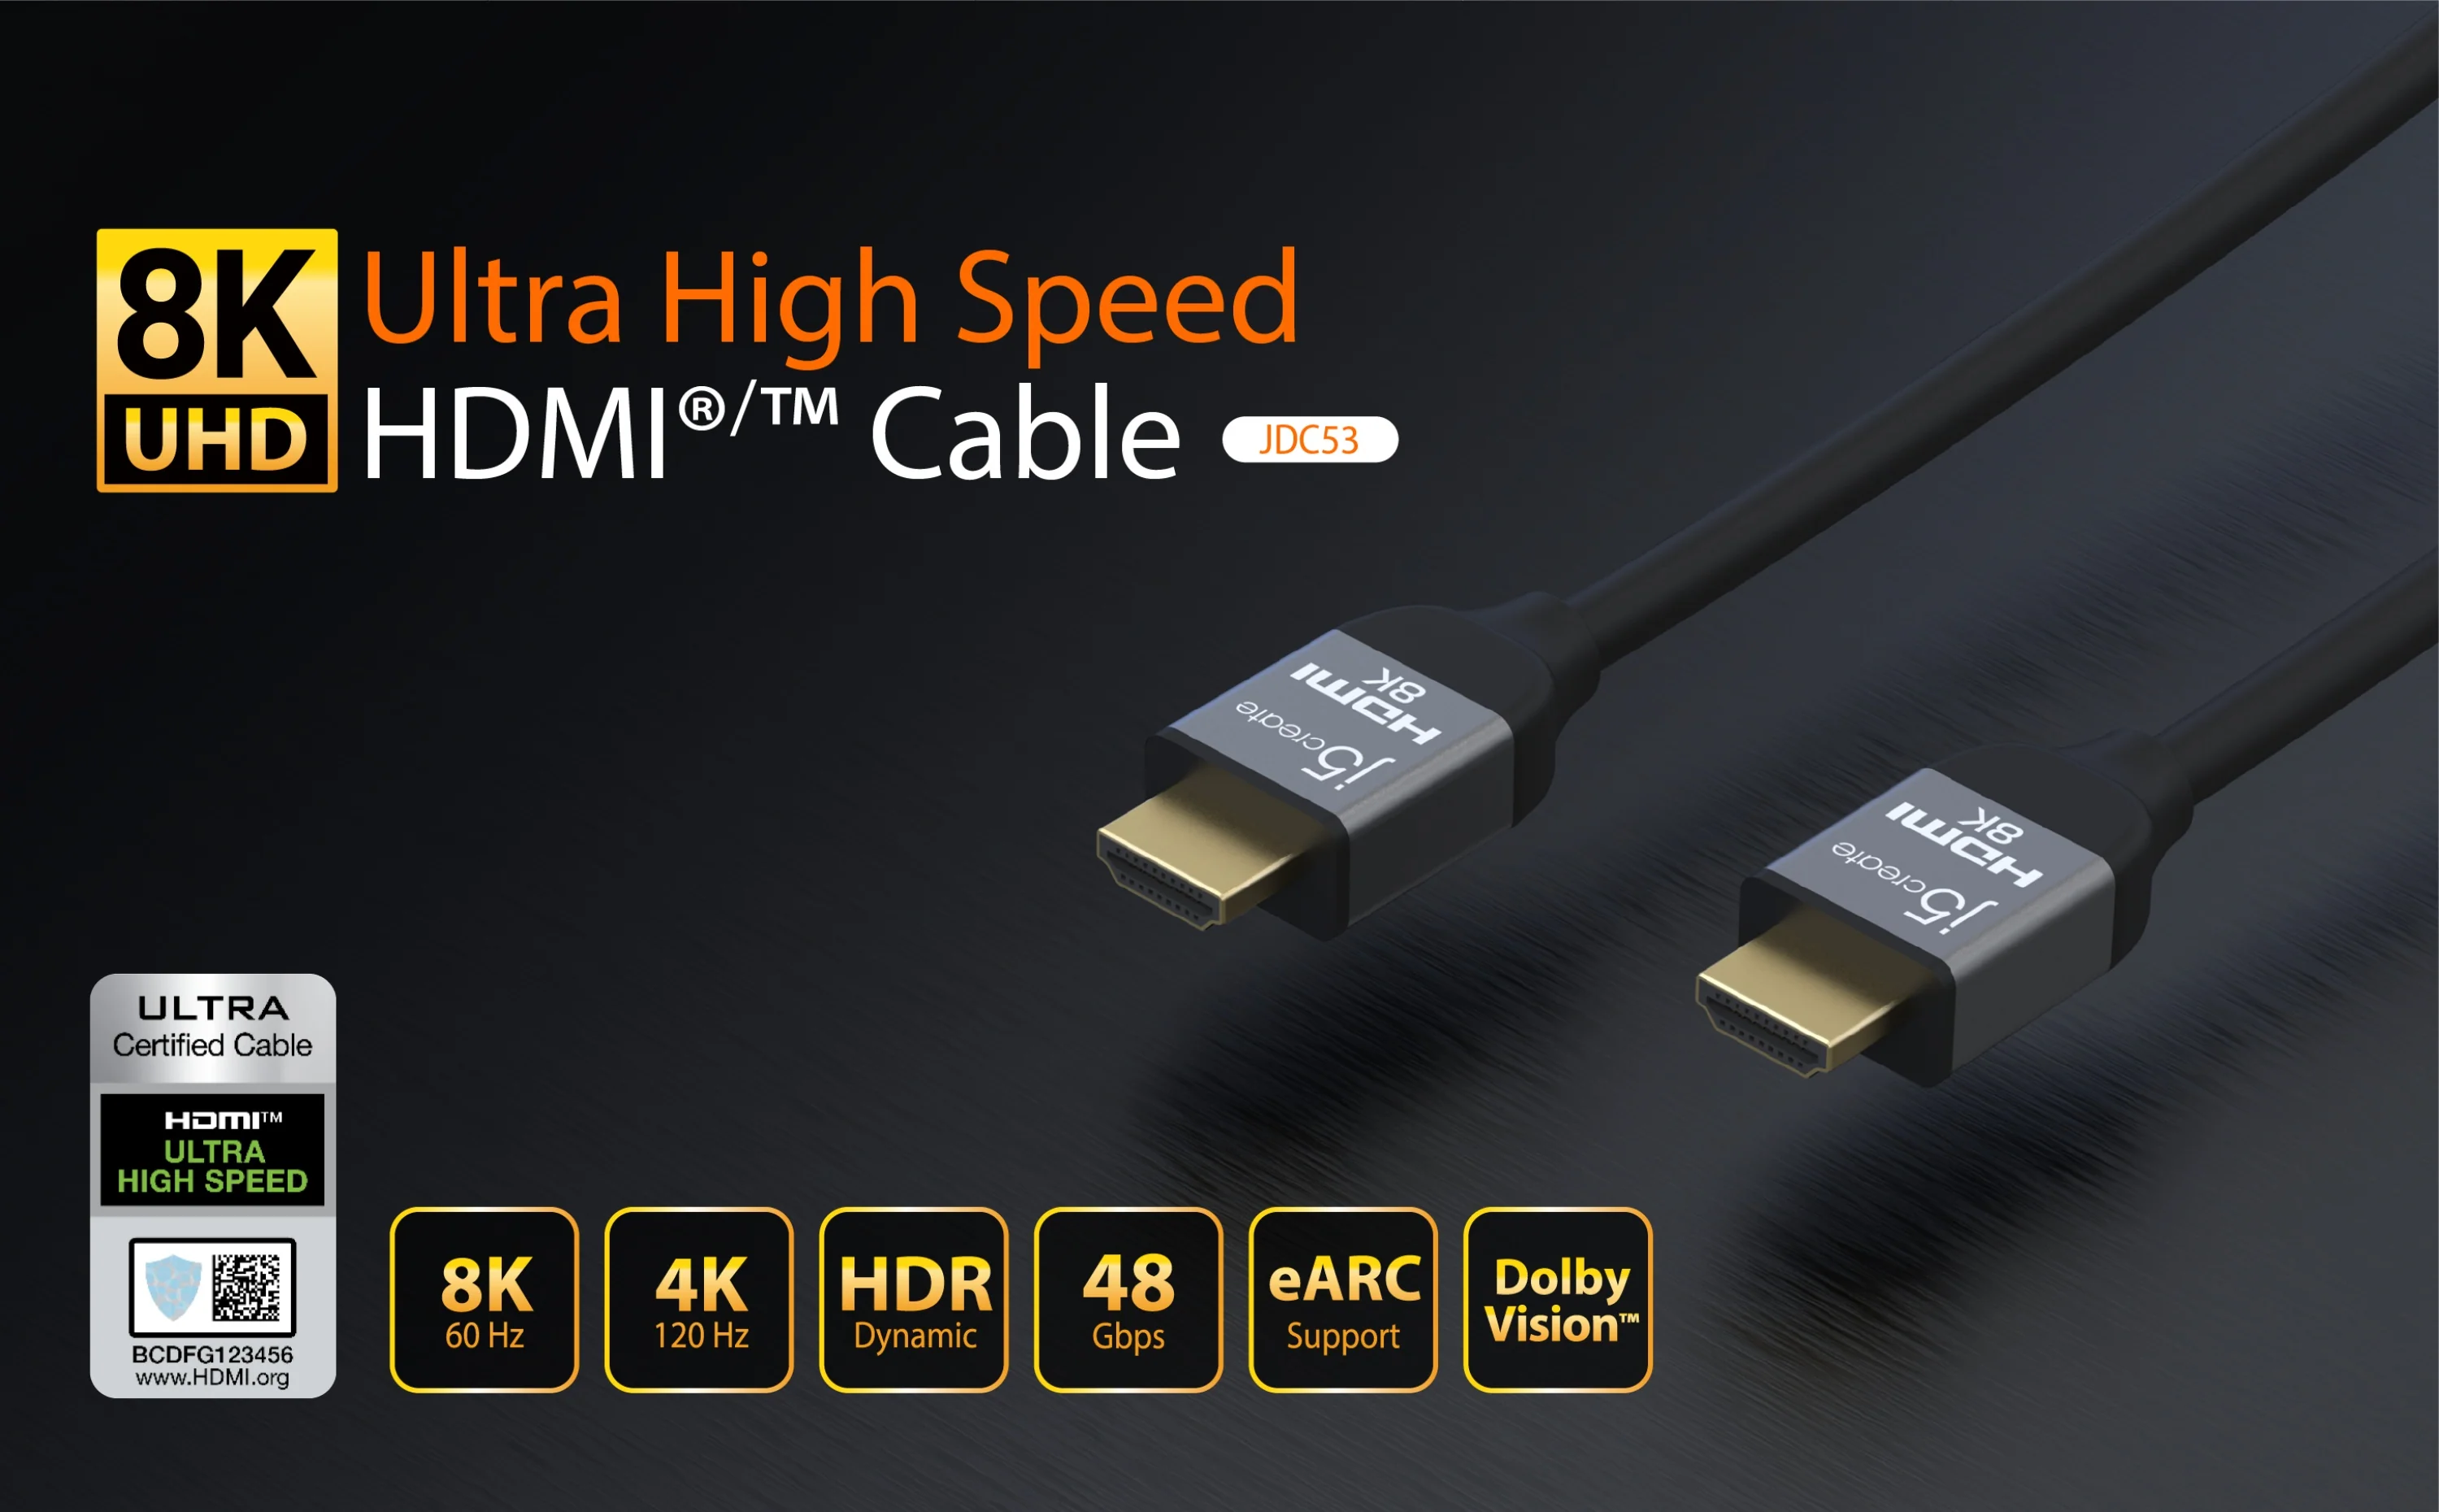 8K
UHD
Ultra High Speed
HDMI®/™ Cable
JDC53
HDMI
8K
j5create
HDMI
8K
j5create
ULTRA
Certified Cable
HDMI™
ULTRA
HIGH SPEED
BCDFG123456
www.HDMI.org
8K
60 Hz
4K
120 Hz
HDR
Dynamic
48
Gbps
eARC
Support
Dolby
Vision™